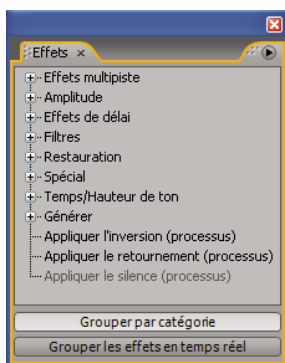 Effets
Effets multipiste
Amplitude
Effets de délai
Filtres
Restauration
Spécial
Temps/Hauteur de ton
Générer
Appliquer l'inversion (processus)
Appliquer le retournement (processus)
Appliquer le silence (processus)
Grouper par catégorie
Grouper les effets en temps réel